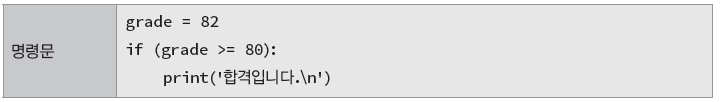 명령문
grade = 82
if (grade >= 80):
    print('합격입니다.\n')